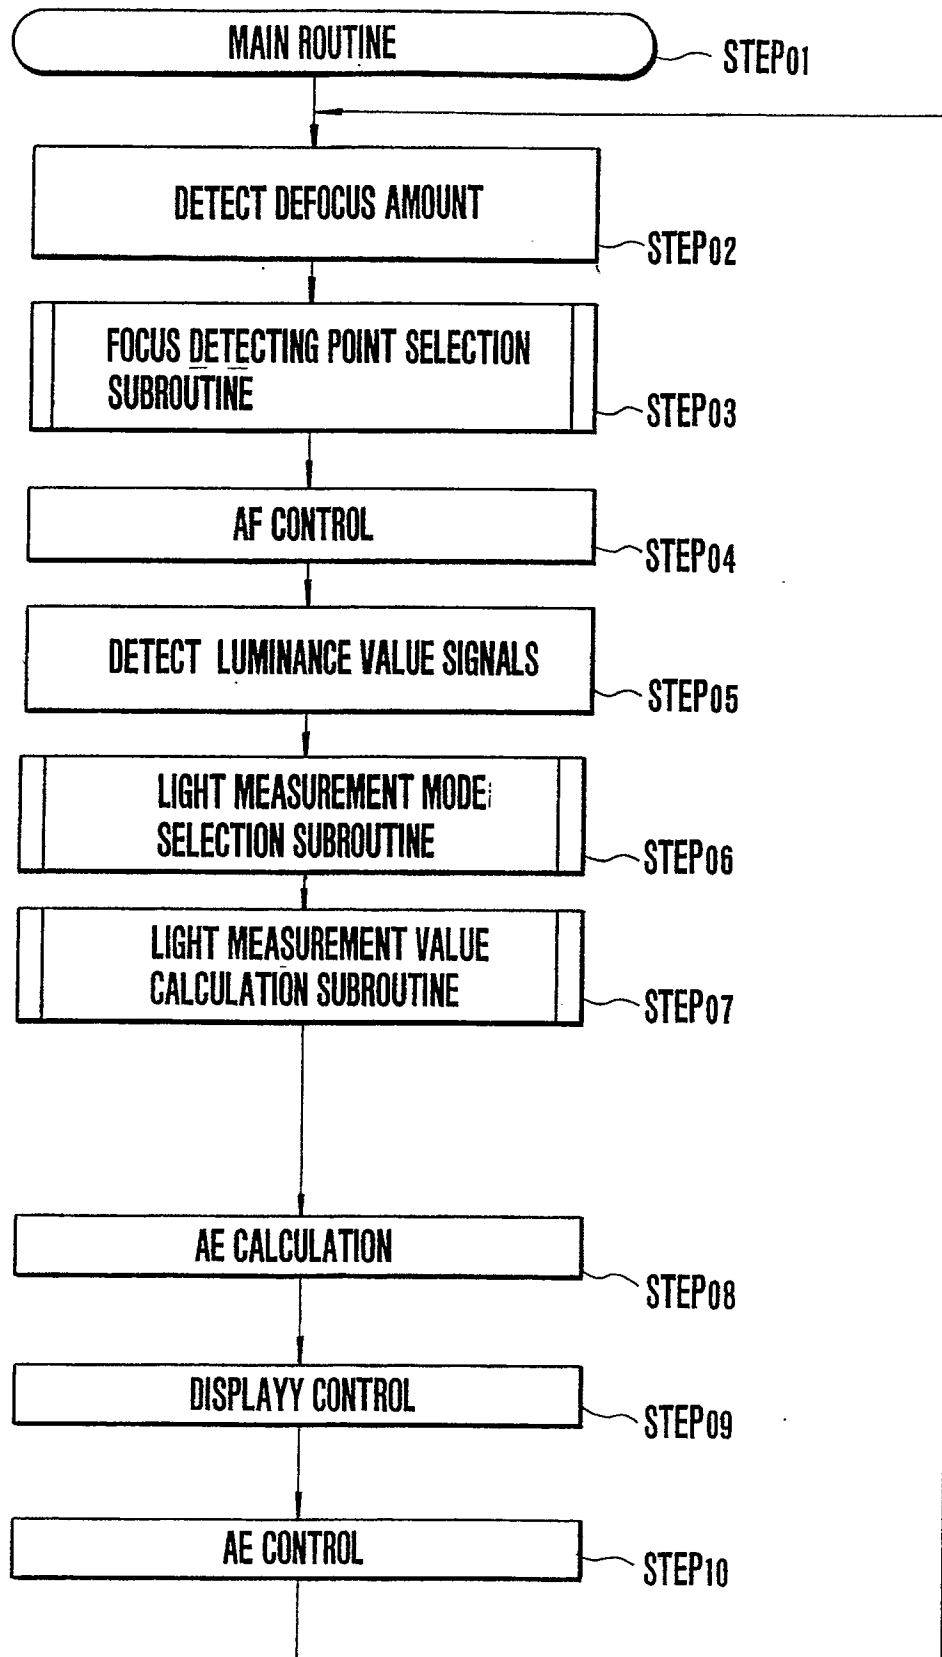 MAIN ROUTINE
STEP01
DETECT DEFOCUS AMOUNT
STEP02
FOCUS DETECTING POINT SELECTION
SUBROUTINE
STEP03
AF CONTROL
STEP04
DETECT LUMINANCE VALUE SIGNALS
STEP05
LIGHT MEASUREMENT MODE
SELECTION SUBROUTINE
STEP06
LIGHT MEASUREMENT VALUE
CALCULATION SUBROUTINE
STEP07
AE CALCULATION
STEP08
DISPLAYY CONTROL
STEP09
AE CONTROL
STEP10